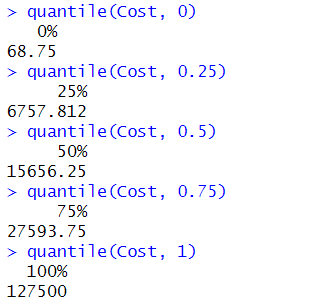 > quantile(Cost, 0)
0%
68.75
> quantile(Cost, 0.25)
25%
6757.812
> quantile(Cost, 0.5)
50%
15656.25
> quantile(Cost, 0.75)
75%
27593.75
> quantile(Cost, 1)
100%
127500